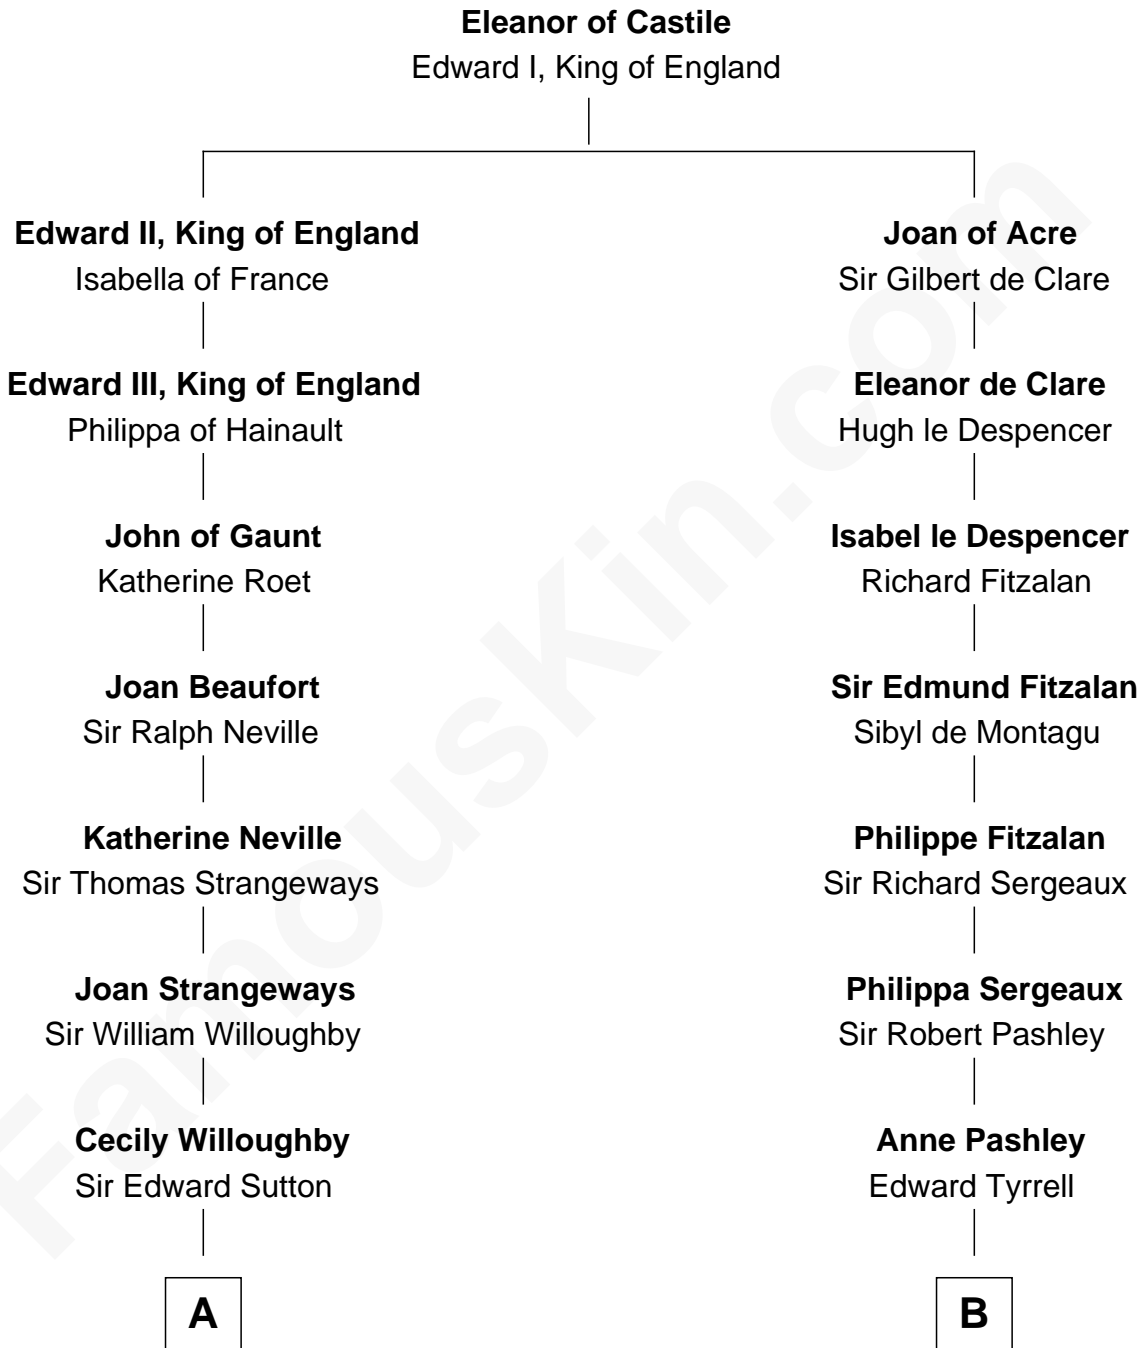 Eleanor of Castile
Edward I, King of England
Edward II, King of England
Isabella of France
Joan of Acre
Sir Gilbert de Clare
Edward III, King of England
Philippa of Hainault
Eleanor de Clare
Hugh le Despencer
John of Gaunt
Katherine Roet
Isabel le Despencer
Richard Fitzalan
Joan Beaufort
Sir Ralph Neville
Sir Edmund Fitzalan
Sibyl de Montagu
Katherine Neville
Sir Thomas Strangeways
Philippe Fitzalan
Sir Richard Sergeaux
Joan Strangeways
Sir William Willoughby
Philippa Sergeaux
Sir Robert Pashley
Cecily Willoughby
Sir Edward Sutton
Anne Pashley
Edward Tyrrell
A
B
FamousKin.com